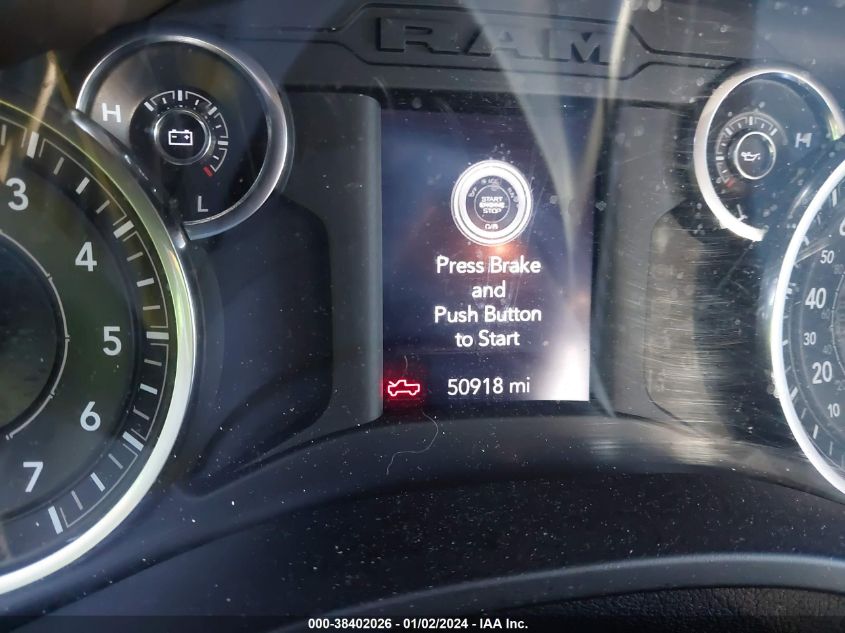 RAM
H
L
H
3
4
5
6
7
START
ENGINE
STOP
Press Brake
and
Push Button
to Start
50918 mi
50
40
20
10
000-38402026 - 01/02/2024 - IAA Inc.